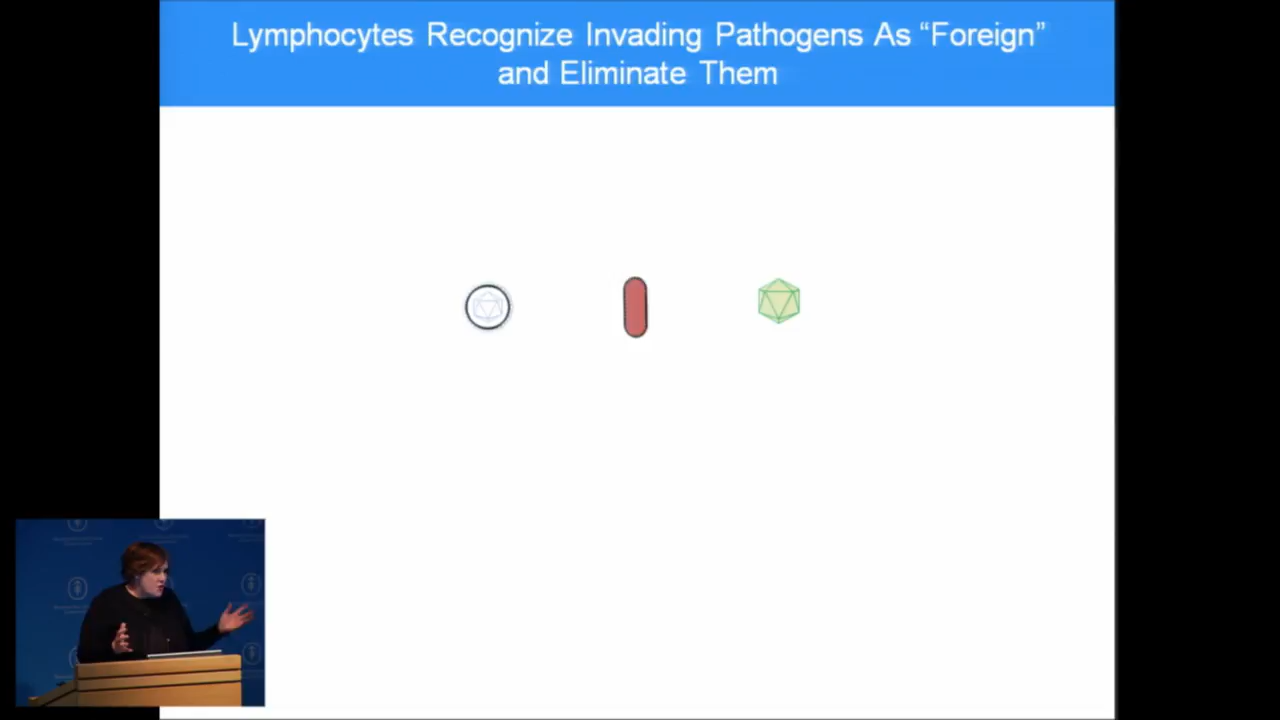 Lymphocytes Recognize Invading Pathogens As “Foreign”
and Eliminate Them